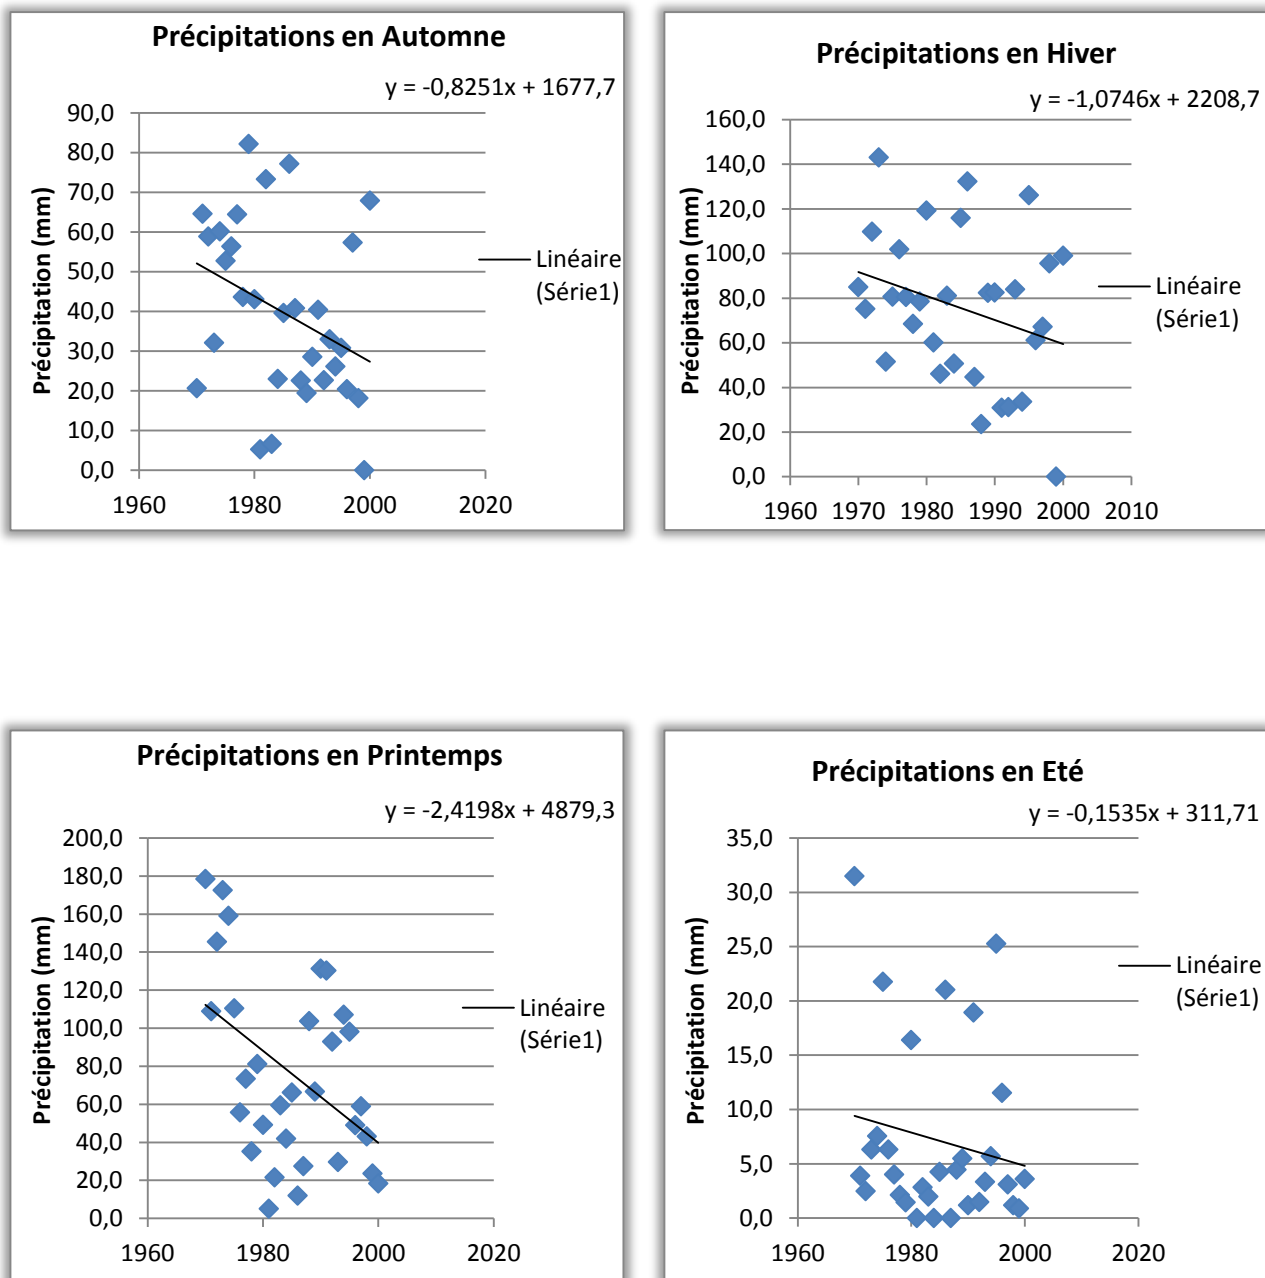 Précipitations en Automne
y = -0,8251x + 1677,7
90,0
80,0
70,0
60,0
50,0
40,0
30,0
20,0
10,0
0,0
Précipitation (mm)
1960 1980 2000 2020
Linéaire
(Série1)
Précipitations en Hiver
y = -1,0746x + 2208,7
160,0
140,0
120,0
100,0
80,0
60,0
40,0
20,0
0,0
Précipitation (mm)
1960 1970 1980 1990 2000 2010
Linéaire
(Série1)
Précipitations en Printemps
y = -2,4198x + 4879,3
200,0
180,0
160,0
140,0
120,0
100,0
80,0
60,0
40,0
20,0
0,0
Précipitation (mm)
1960 1980 2000 2020
Linéaire
(Série1)
Précipitations en Eté
y = -0,1535x + 311,71
35,0
30,0
25,0
20,0
15,0
10,0
5,0
0,0
Précipitation (mm)
1960 1980 2000 2020
Linéaire
(Série1)